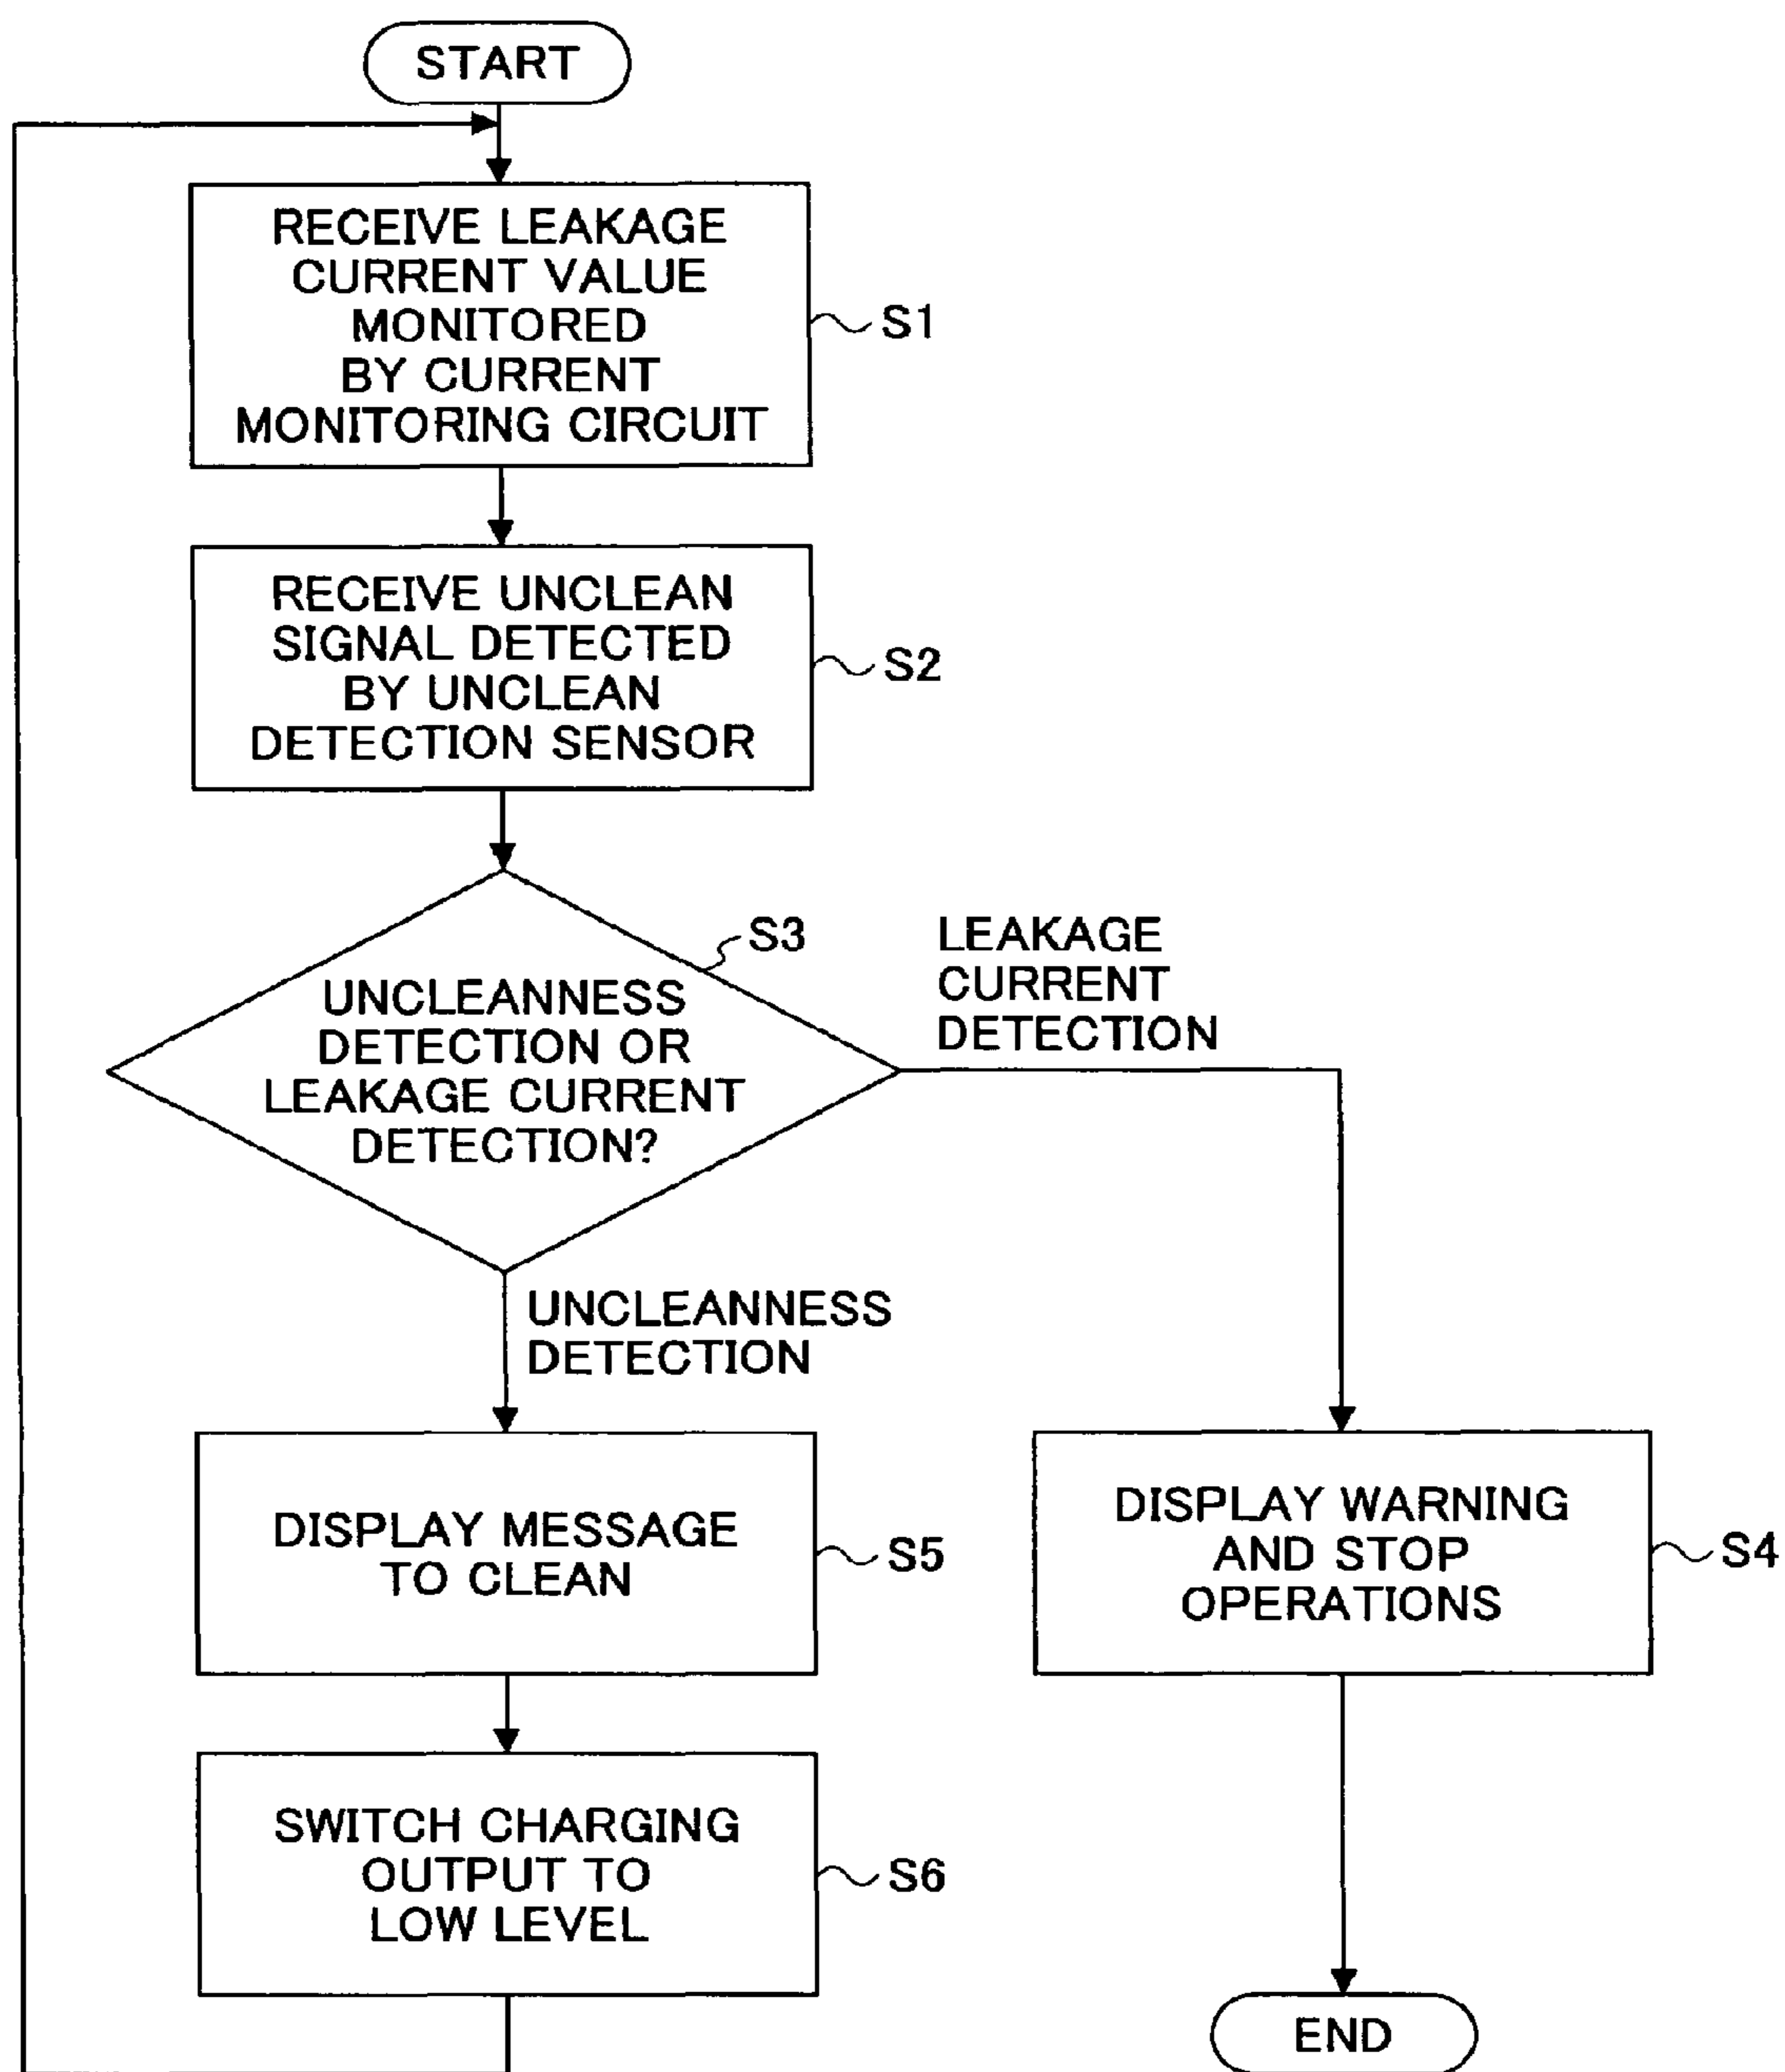 START
RECEIVE LEAKAGE
CURRENT VALUE
MONITORED
BY CURRENT
MONITORING CIRCUIT
S1
RECEIVE UNCLEAN
SIGNAL DETECTED
BY UNCLEAN
DETECTION SENSOR
S2
S3
UNCLEANNESS
DETECTION OR
LEAKAGE CURRENT
DETECTION?
LEAKAGE
CURRENT
DETECTION
UNCLEANNESS
DETECTION
DISPLAY MESSAGE
TO CLEAN
S5
DISPLAY WARNING
AND STOP
OPERATIONS
S4
SWITCH CHARGING
OUTPUT TO
LOW LEVEL
S6
END